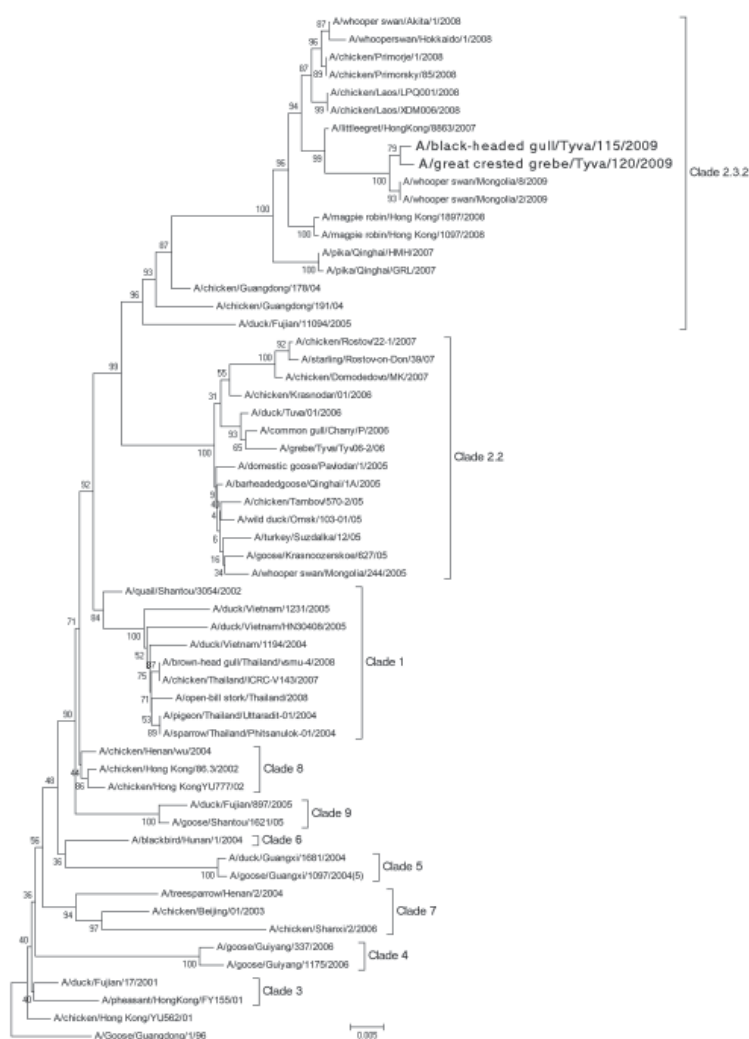 87
A/whooper swan/Akita/1/2008
96
A/whooperswan/Hokkaido/1/2008
87
A/chicken/Primorje/1/2008
89
A/chicken/Primorsky/85/2008
A/chicken/Laos/LPQ001/2008
94
99
A/chicken/Laos/XDM006/2008
A/littleegret/HongKong/8863/2007
79
A/black-headed gull/Tyva/115/2009
99
96
A/great crested grebe/Tyva/120/2009
Clade 2.3.2
100
A/whooper swan/Mongolia/8/2009
93
A/whooper swan/Mongolia/2/2009
100
A/magpie robin/Hong Kong/1897/2008
100
A/magpie robin/Hong Kong/1097/2008
87
A/pika/Qinghai/HMH/2007
100
A/pika/Qinghai/GRL/2007
93
A/chicken/Guangdong/178/04
96
A/chicken/Guangdong/191/04
A/duck/Fujian/11094/2005
92
A/chicken/Rostov/22-1/2007
100
A/starling/Rostov-on-Don/39/07
99
55
A/chicken/Domodedovo/MK/2007
31
A/chicken/Krasnodar/01/2006
A/duck/Tuva/01/2006
93
A/common gull/Chany/P/2006
65
A/grebe/Tyva/Tyv06-2/06
100
Clade 2.2
A/domestic goose/Pavlodar/1/2005
92
A/barheadedgoose/Qinghai/1A/2005
9
A/chicken/Tambov/570-2/05
4
A/wild duck/Omsk/103-01/05
6
A/turkey/Suzdalka/12/05
16
A/goose/Krasnoozerskoe/627/05
34
A/whooper swan/Mongolia/244/2005
A/quail/Shantou/3054/2002
84
A/duck/Vietnam/1231/2005
71
100
A/duck/Vietnam/HN30408/2005
A/duck/Vietnam/1194/2004
52
87
A/brown-head gull/Thailand/vsmu-4/2008
Clade 1
75
A/chicken/Thailand/ICRC-V143/2007
71
A/open-bill stork/Thailand/2008
90
53
A/pigeon/Thailand/Uttaradit-01/2004
89
A/sparrow/Thailand/Phitsanulok-01/2004
A/chicken/Henan/wu/2004
44
A/chicken/Hong Kong/86.3/2002
Clade 8
48
86
A/chicken/Hong KongYU777/02
A/duck/Fujian/897/2005
Clade 9
100
A/goose/Shantou/1621/05
56
A/blackbird/Hunan/1/2004
Clade 6
36
A/duck/Guangxi/1681/2004
Clade 5
100
A/goose/Guangxi/1097/2004(5)
36
A/treesparrow/Henan/2/2004
94
A/chicken/Beijing/01/2003
Clade 7
97
A/chicken/Shanxi/2/2006
40
A/goose/Guiyang/337/2006
Clade 4
100
A/goose/Guiyang/1175/2006
A/duck/Fujian/17/2001
Clade 3
40
A/pheasant/HongKong/FY155/01
A/chicken/Hong Kong/YU562/01
A/Goose/Guangdong/1/96
0.005